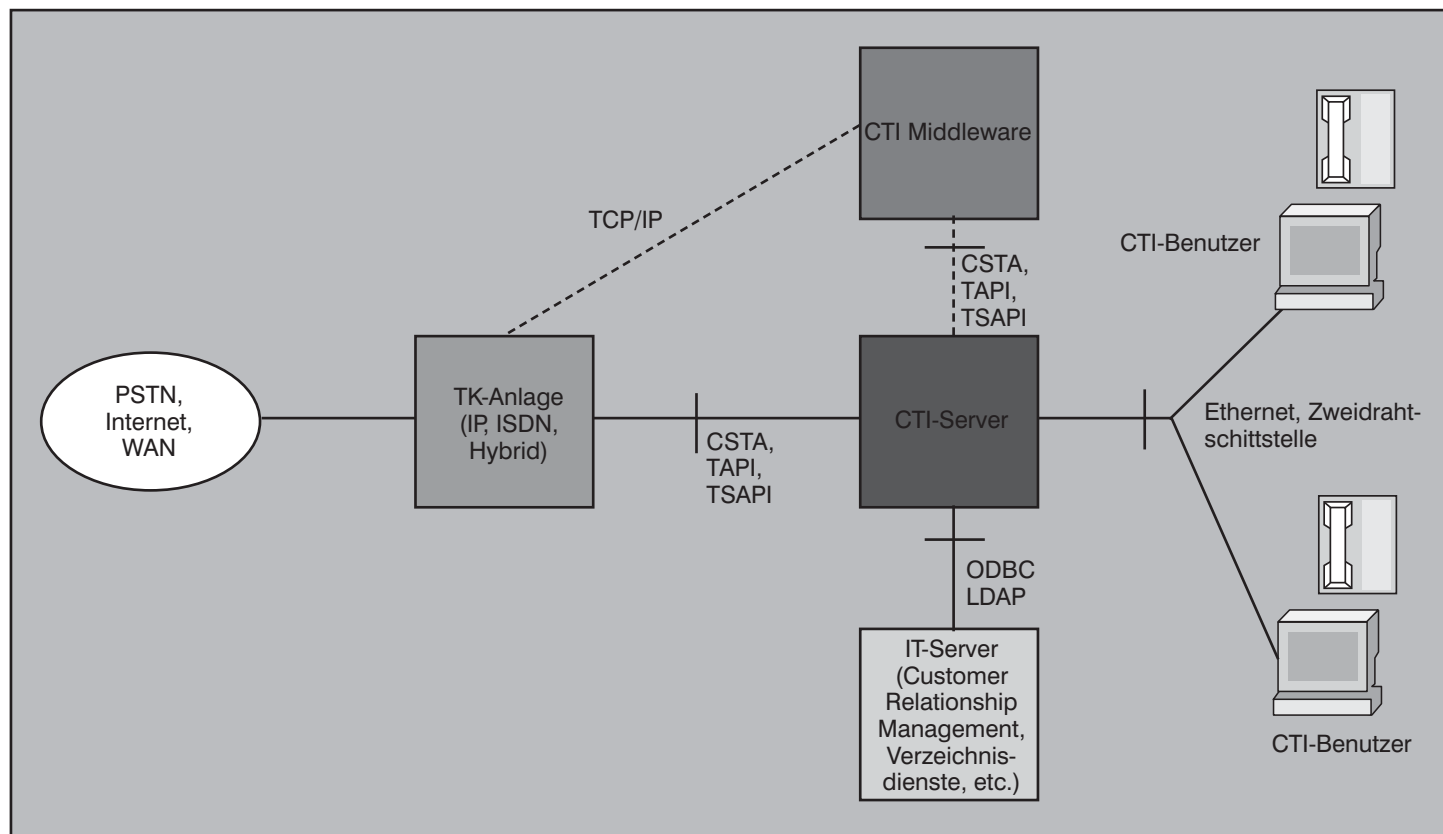 CTI Middleware
TCP/IP
CTI-Benutzer
CSTA,
TAPI,
TSAPI
PSTN,
Internet,
WAN
TK-Anlage
(IP, ISDN,
Hybrid)
CSTA,
TAPI,
TSAPI
CTI-Server
Ethernet, Zweidraht-
schittstelle
ODBC
LDAP
IT-Server
(Customer
Relationship
Management,
Verzeichnis-
dienste, etc.)
CTI-Benutzer